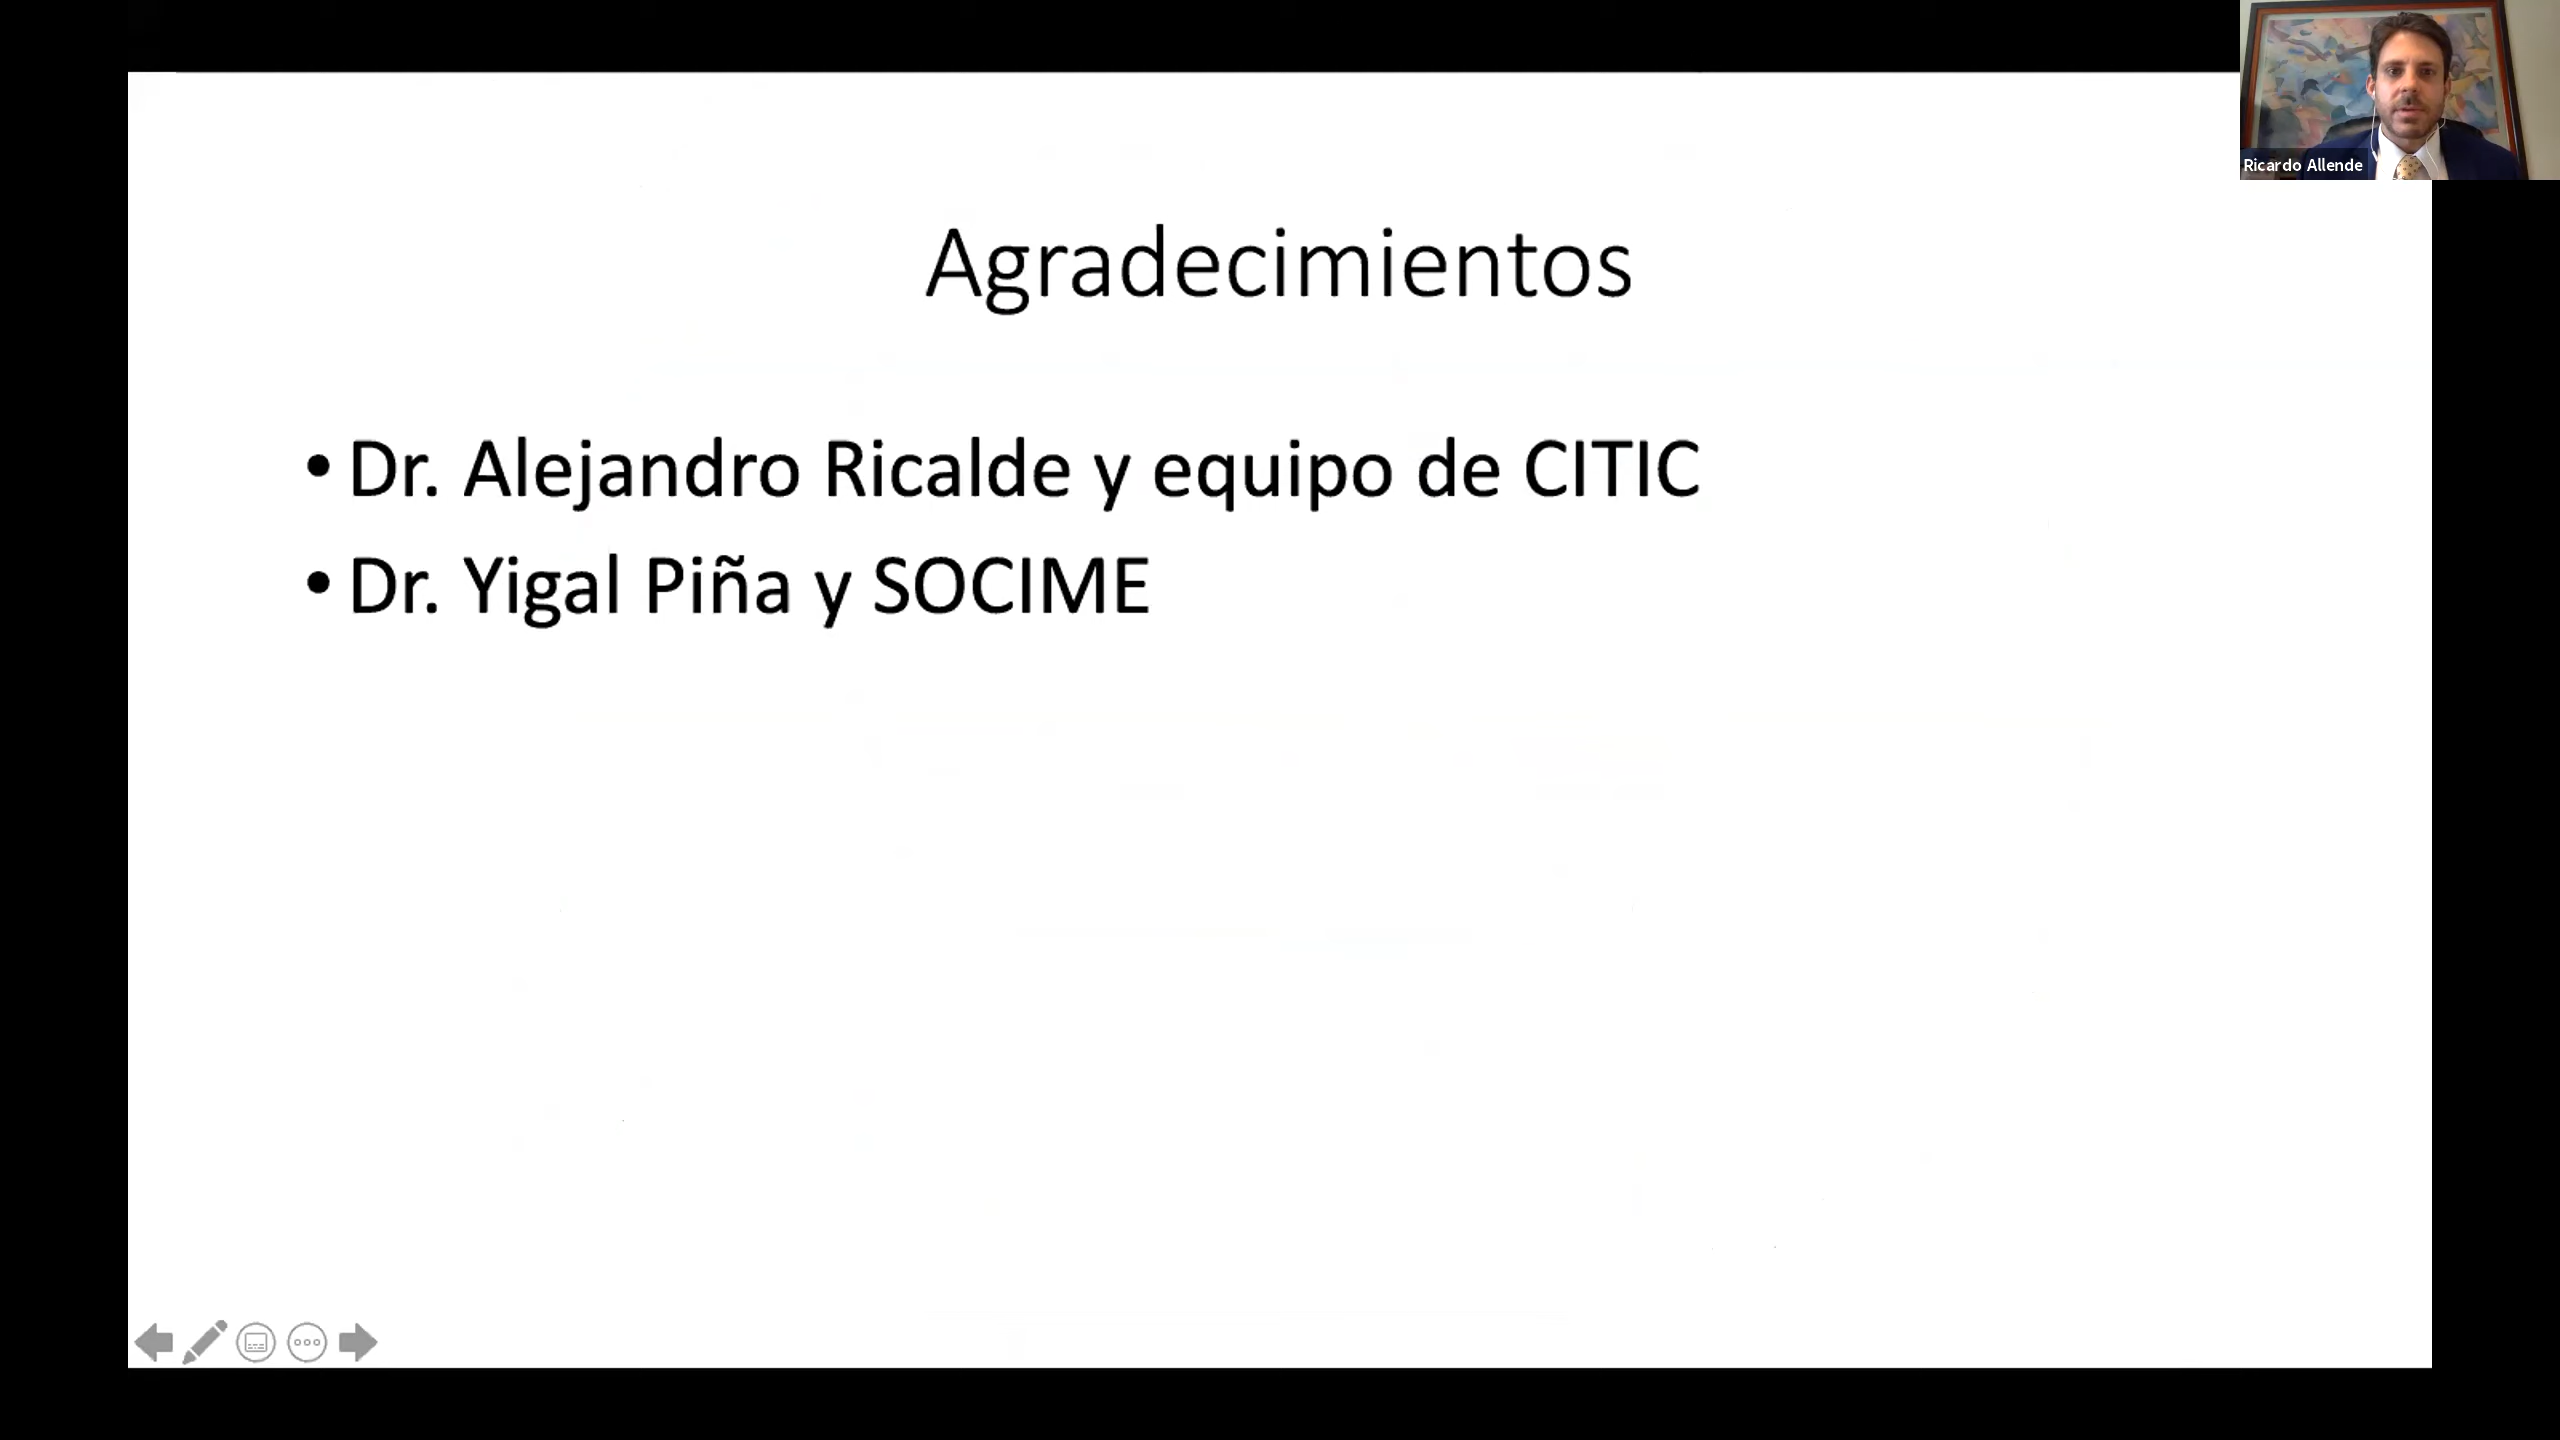 Ricardo Allende
Agradecimientos
• Dr. Alejandro Ricalde y equipo de CITIC
• Dr. Yigal Piña y SOCIME